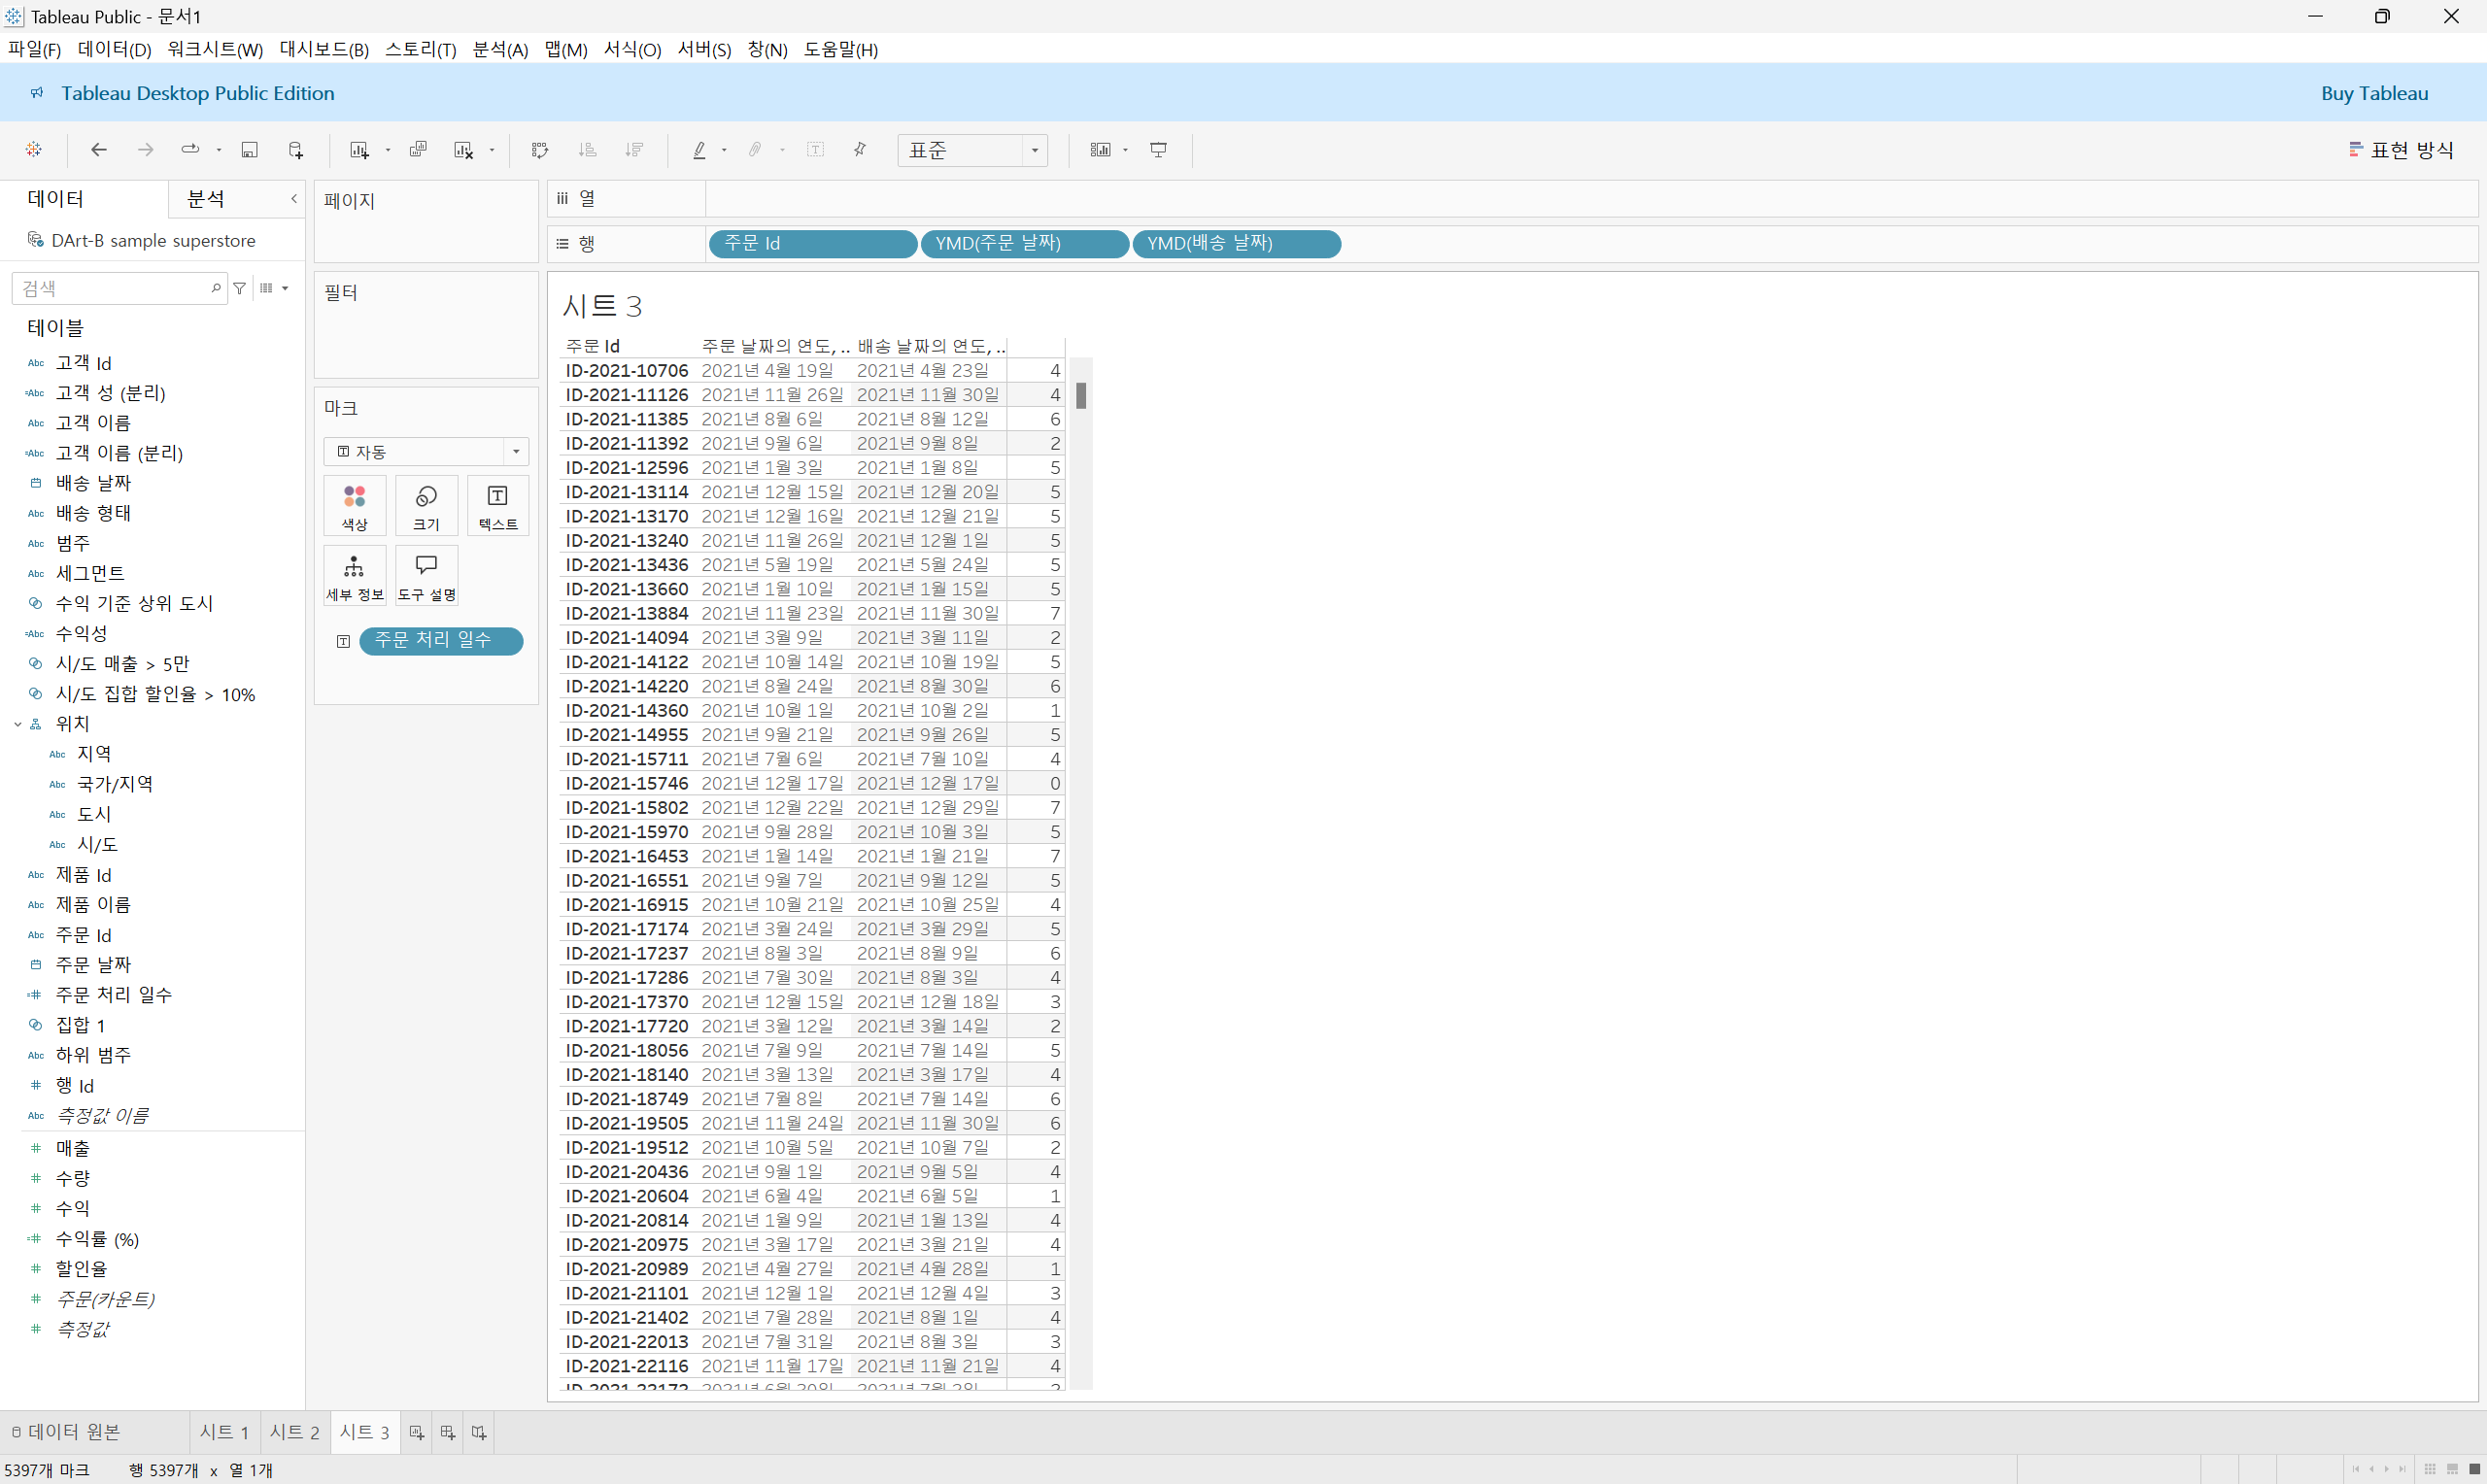 Tableau Public - 문서1
파일(F) 데이터(D) 워크시트(W) 대시보드(B) 스토리(T) 분석(A) 맵(M) 서식(O) 서버(S) 창(N) 도움말(H)
Tableau Desktop Public Edition Buy Tableau
표준 표현 방식
데이터 분석
DArt-B sample superstore
검색
테이블
Abc 고객 Id
=Abc 고객 성 (분리)
Abc 고객 이름
=Abc 고객 이름 (분리)
배송 날짜
Abc 배송 형태
Abc 범주
Abc 세그먼트
수익 기준 상위 도시
=Abc 수익성
시/도 매출 > 5만
시/도 집합 할인율 > 10%
위치
Abc 지역
Abc 국가/지역
Abc 도시
Abc 시/도
Abc 제품 Id
Abc 제품 이름
Abc 주문 Id
주문 날짜
=# 주문 처리 일수
집합 1
Abc 하위 범주
# 행 Id
Abc 측정값 이름
# 매출
# 수량
# 수익
=# 수익률 (%)
# 할인율
# 주문(카운트)
# 측정값
페이지
필터
마크
자동
색상 크기 텍스트
세부 정보 도구 설명
주문 처리 일수
iii 열
행 주문 Id YMD(주문 날짜) YMD(배송 날짜)
시트 3
주문 Id 주문 날짜의 연도, .. 배송 날짜의 연도, ..
ID-2021-10706 2021년 4월 19일 2021년 4월 23일 4
ID-2021-11126 2021년 11월 26일 2021년 11월 30일 4
ID-2021-11385 2021년 8월 6일 2021년 8월 12일 6
ID-2021-11392 2021년 9월 6일 2021년 9월 8일 2
ID-2021-12596 2021년 1월 3일 2021년 1월 8일 5
ID-2021-13114 2021년 12월 15일 2021년 12월 20일 5
ID-2021-13170 2021년 12월 16일 2021년 12월 21일 5
ID-2021-13240 2021년 11월 26일 2021년 12월 1일 5
ID-2021-13436 2021년 5월 19일 2021년 5월 24일 5
ID-2021-13660 2021년 1월 10일 2021년 1월 15일 5
ID-2021-13884 2021년 11월 23일 2021년 11월 30일 7
ID-2021-14094 2021년 3월 9일 2021년 3월 11일 2
ID-2021-14122 2021년 10월 14일 2021년 10월 19일 5
ID-2021-14220 2021년 8월 24일 2021년 8월 30일 6
ID-2021-14360 2021년 10월 1일 2021년 10월 2일 1
ID-2021-14955 2021년 9월 21일 2021년 9월 26일 5
ID-2021-15711 2021년 7월 6일 2021년 7월 10일 4
ID-2021-15746 2021년 12월 17일 2021년 12월 17일 0
ID-2021-15802 2021년 12월 22일 2021년 12월 29일 7
ID-2021-15970 2021년 9월 28일 2021년 10월 3일 5
ID-2021-16453 2021년 1월 14일 2021년 1월 21일 7
ID-2021-16551 2021년 9월 7일 2021년 9월 12일 5
ID-2021-16915 2021년 10월 21일 2021년 10월 25일 4
ID-2021-17174 2021년 3월 24일 2021년 3월 29일 5
ID-2021-17237 2021년 8월 3일 2021년 8월 9일 6
ID-2021-17286 2021년 7월 30일 2021년 8월 3일 4
ID-2021-17370 2021년 12월 15일 2021년 12월 18일 3
ID-2021-17720 2021년 3월 12일 2021년 3월 14일 2
ID-2021-18056 2021년 7월 9일 2021년 7월 14일 5
ID-2021-18140 2021년 3월 13일 2021년 3월 17일 4
ID-2021-18749 2021년 7월 8일 2021년 7월 14일 6
ID-2021-19505 2021년 11월 24일 2021년 11월 30일 6
ID-2021-19512 2021년 10월 5일 2021년 10월 7일 2
ID-2021-20436 2021년 9월 1일 2021년 9월 5일 4
ID-2021-20604 2021년 6월 4일 2021년 6월 5일 1
ID-2021-20814 2021년 1월 9일 2021년 1월 13일 4
ID-2021-20975 2021년 3월 17일 2021년 3월 21일 4
ID-2021-20989 2021년 4월 27일 2021년 4월 28일 1
ID-2021-21101 2021년 12월 1일 2021년 12월 4일 3
ID-2021-21402 2021년 7월 28일 2021년 8월 1일 4
ID-2021-22013 2021년 7월 31일 2021년 8월 3일 3
ID-2021-22116 2021년 11월 17일 2021년 11월 21일 4
데이터 원본 시트 1 시트 2 시트 3
5397개 마크 행 5397개 x 열 1개